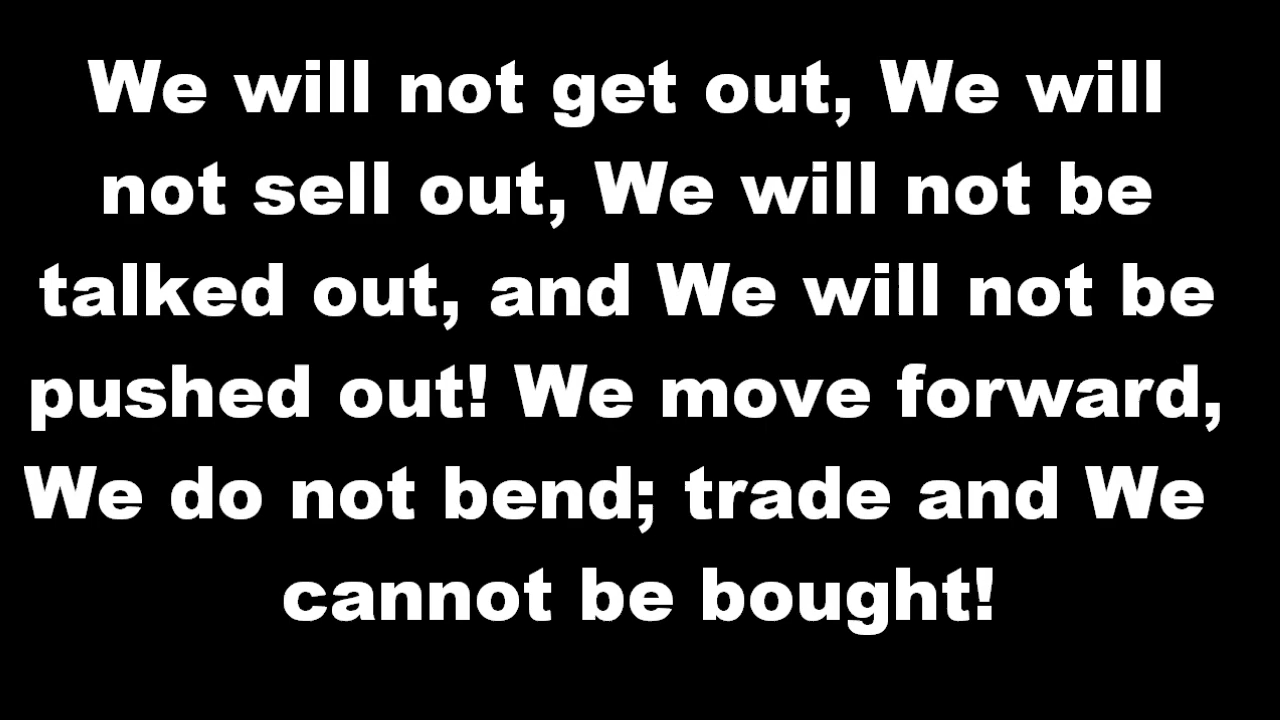 We will not get out, We will
not sell out, We will not be
talked out, and We will not be
pushed out! We move forward,
We do not bend; trade and We
cannot be bought!